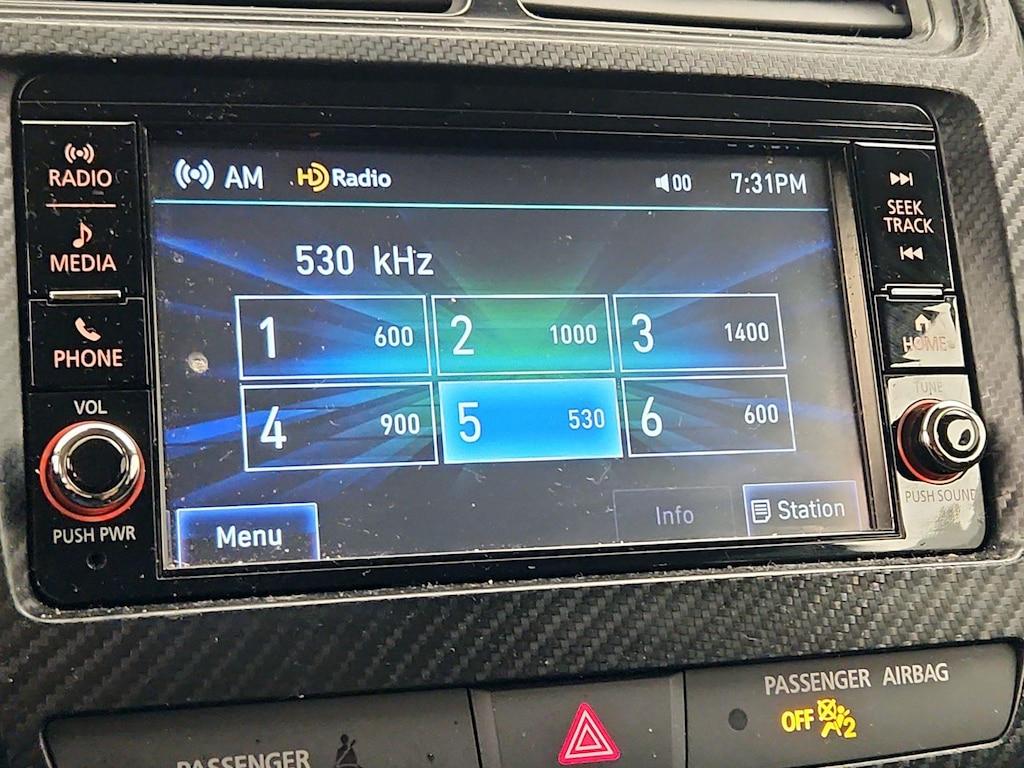 RADIO
MEDIA
PHONE
VOL
PUSH PWR
AM HD Radio 00 7:31PM
530 kHz
1 600
2 1000
3 1400
4 900
5 530
6 600
Menu
Info
Station
SEEK
TRACK
HOME
TUNE
PUSH SOUND
PASSENGER AIRBAG
OFF 2
PASSENGER